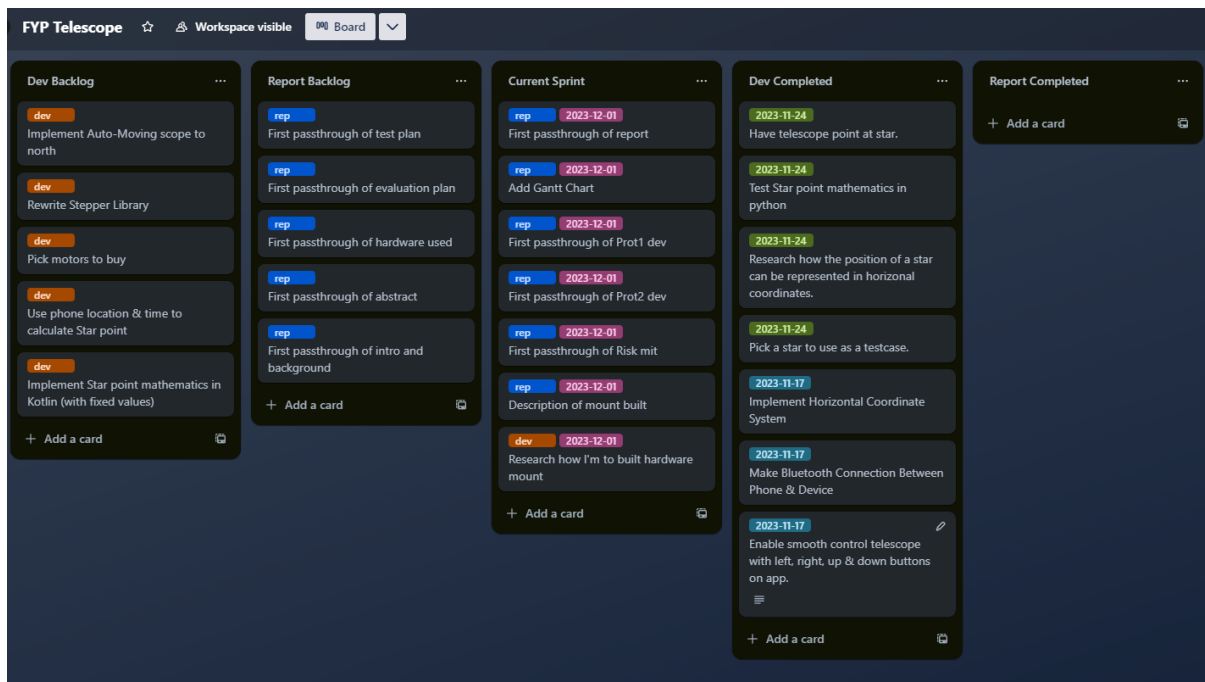 FYP Telescope
Workspace visible
Board
Dev Backlog
dev
Implement Auto-Moving scope to
north
dev
Rewrite Stepper Library
dev
Pick motors to buy
dev
Use phone location & time to
calculate Star point
dev
Implement Star point mathematics in
Kotlin (with fixed values)
+ Add a card
Report Backlog
rep
First passthrough of test plan
rep
First passthrough of evaluation plan
rep
First passthrough of hardware used
rep
First passthrough of abstract
rep
First passthrough of intro and
background
+ Add a card
Current Sprint
rep 2023-12-01
First passthrough of report
rep 2023-12-01
Add Gantt Chart
rep 2023-12-01
First passthrough of Prot1 dev
rep 2023-12-01
First passthrough of Prot2 dev
rep 2023-12-01
First passthrough of Risk mit
rep 2023-12-01
Description of mount built
dev 2023-12-01
Research how I'm to built hardware
mount
+ Add a card
Dev Completed
2023-11-24
Have telescope point at star.
2023-11-24
Test Star point mathematics in
python
2023-11-24
Research how the position of a star
can be represented in horizonal
coordinates.
2023-11-24
Pick a star to use as a testcase.
2023-11-17
Implement Horizontal Coordinate
System
2023-11-17
Make Bluetooth Connection Between
Phone & Device
2023-11-17
Enable smooth control telescope
with left, right, up & down buttons
on app.
+ Add a card
Report Completed
+ Add a card